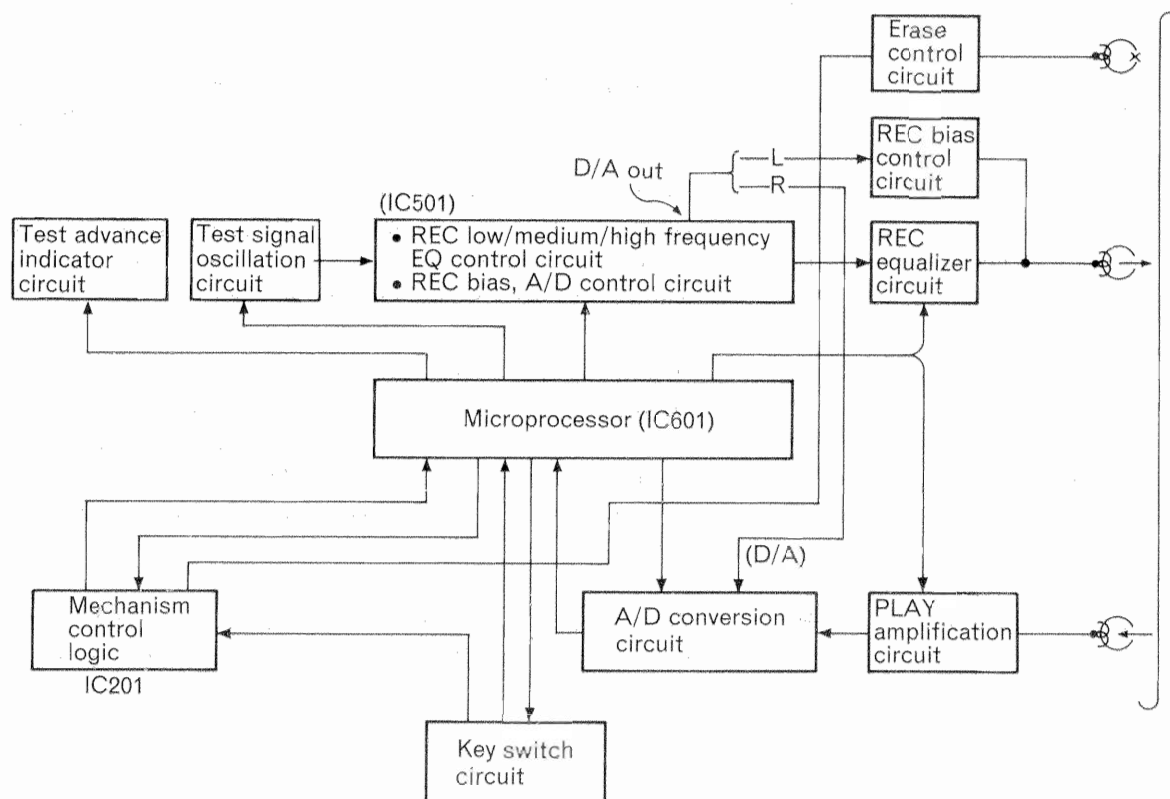 Erase
control
circuit
REC bias
control
circuit
L
R
D/A out
(IC501)
Test advance
indicator
circuit
Test signal
oscillation
circuit
• REC low/medium/high frequency
EQ control circuit
• REC bias, A/D control circuit
REC
equalizer
circuit
Microprocessor (IC601)
(D/A)
Mechanism
control
logic
IC201
A/D conversion
circuit
PLAY
amplification
circuit
Key switch
circuit